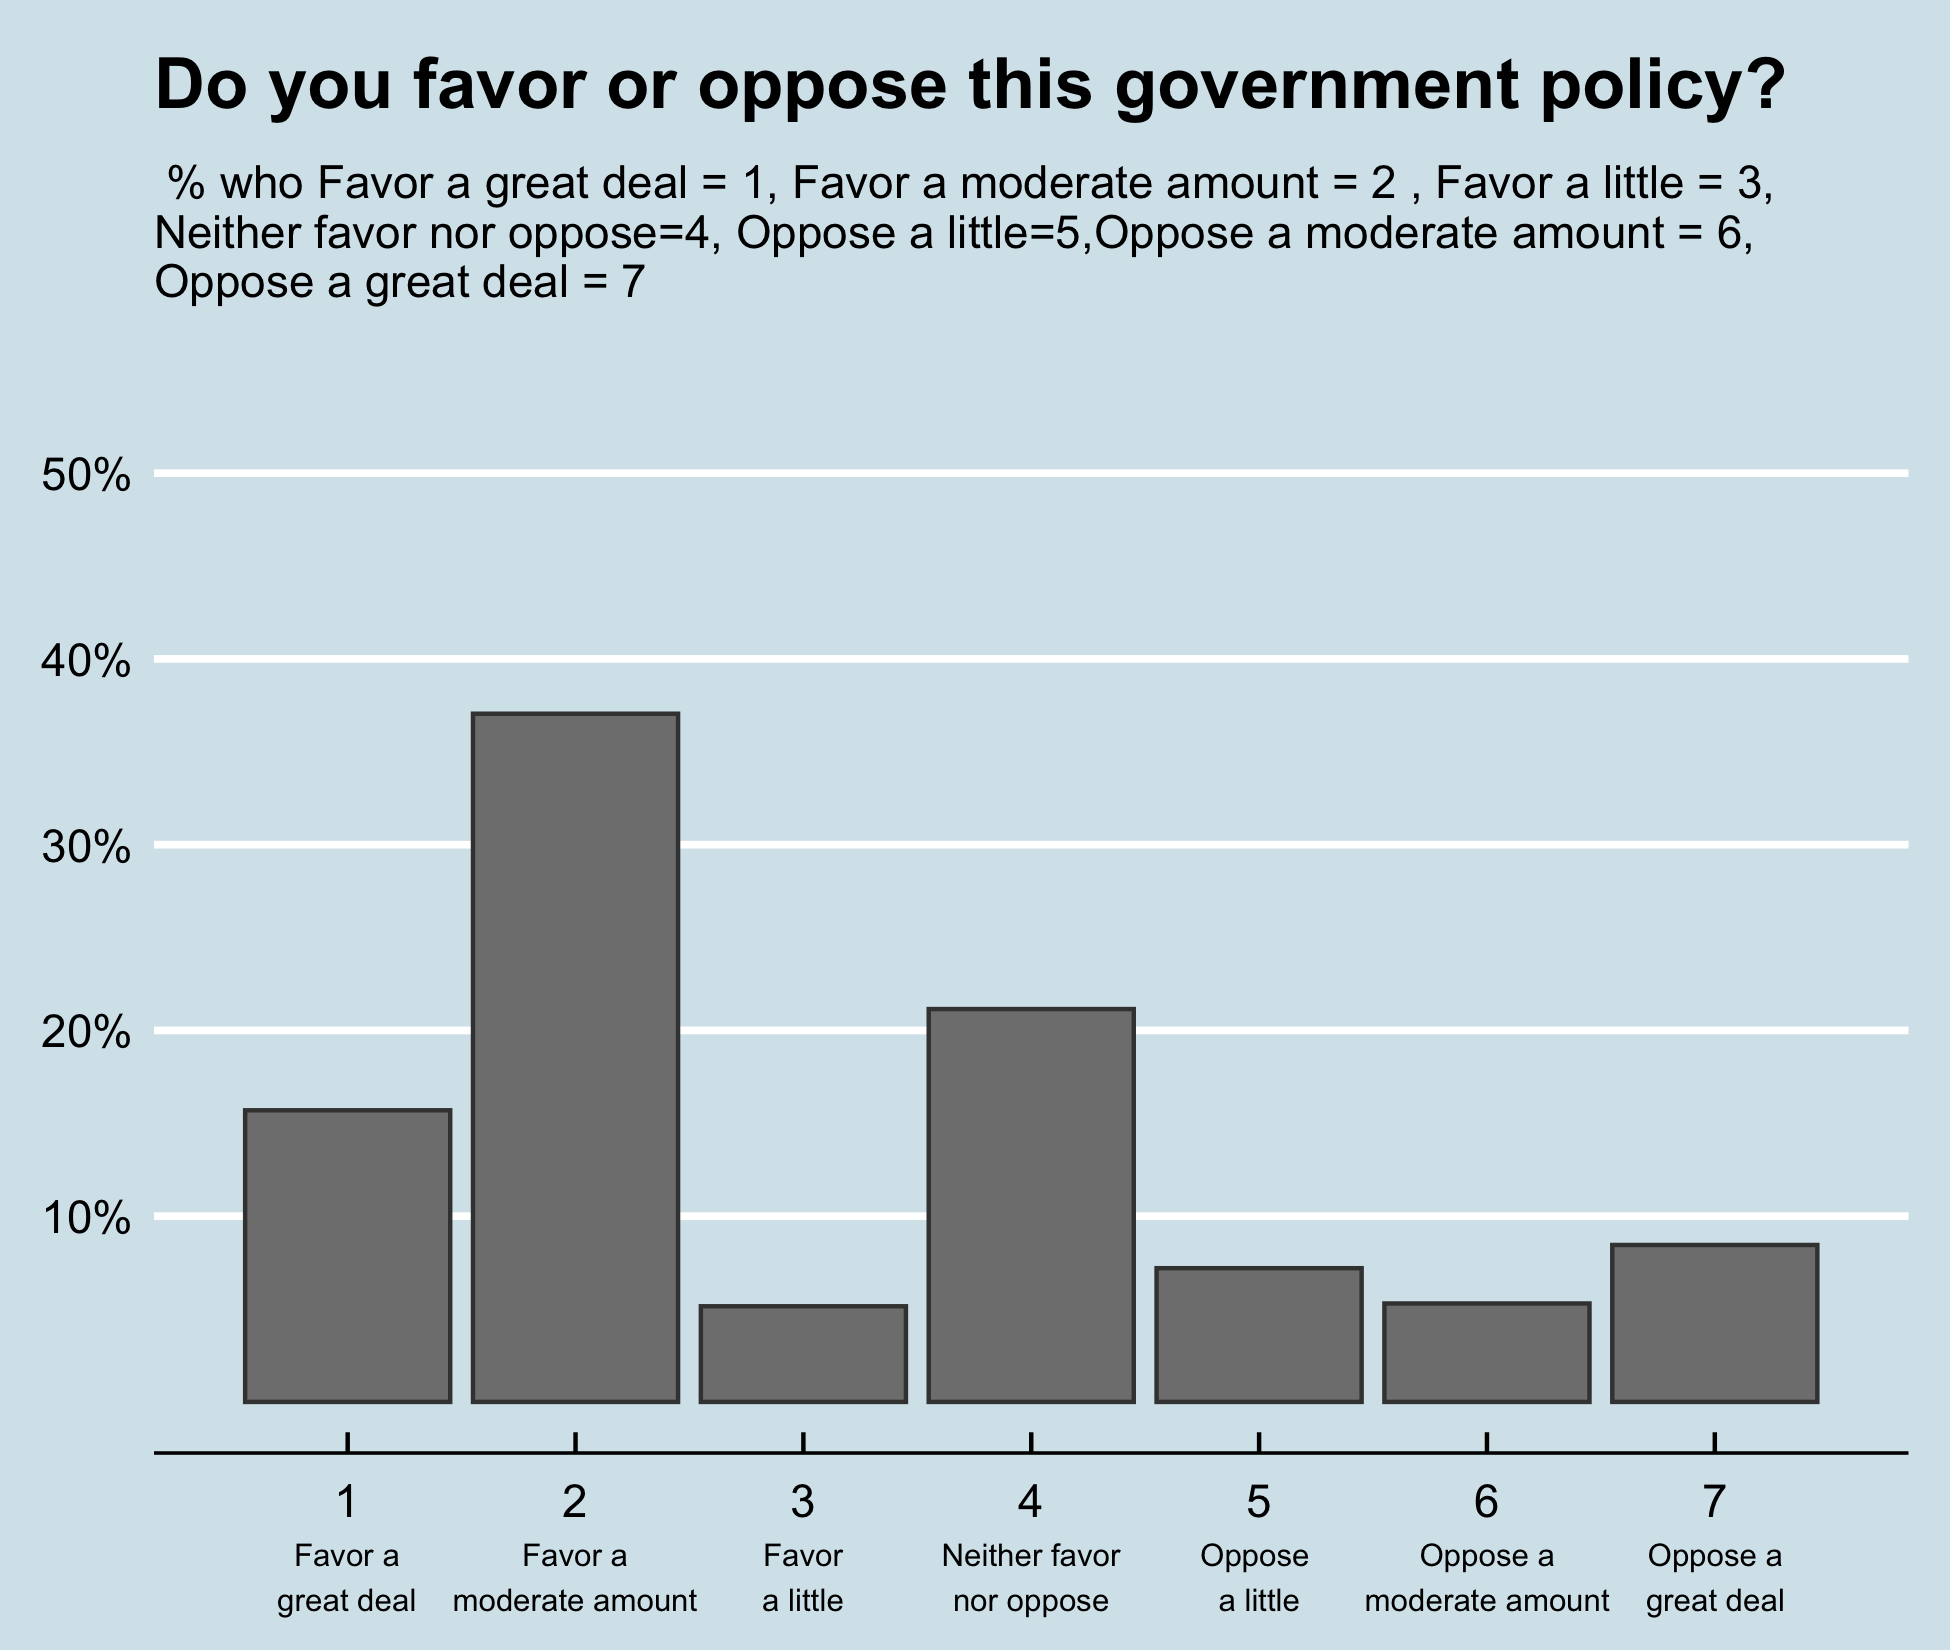 Do you favor or oppose this government policy?
% who Favor a great deal = 1, Favor a moderate amount = 2 , Favor a little = 3,
Neither favor nor oppose=4, Oppose a little=5,Oppose a moderate amount = 6,
Oppose a great deal = 7
50%
40%
30%
20%
10%
1 2 3 4 5 6 7
Favor a Favor a Favor Neither favor Oppose Oppose a Oppose a
great deal moderate amount a little nor oppose a little moderate amount great deal